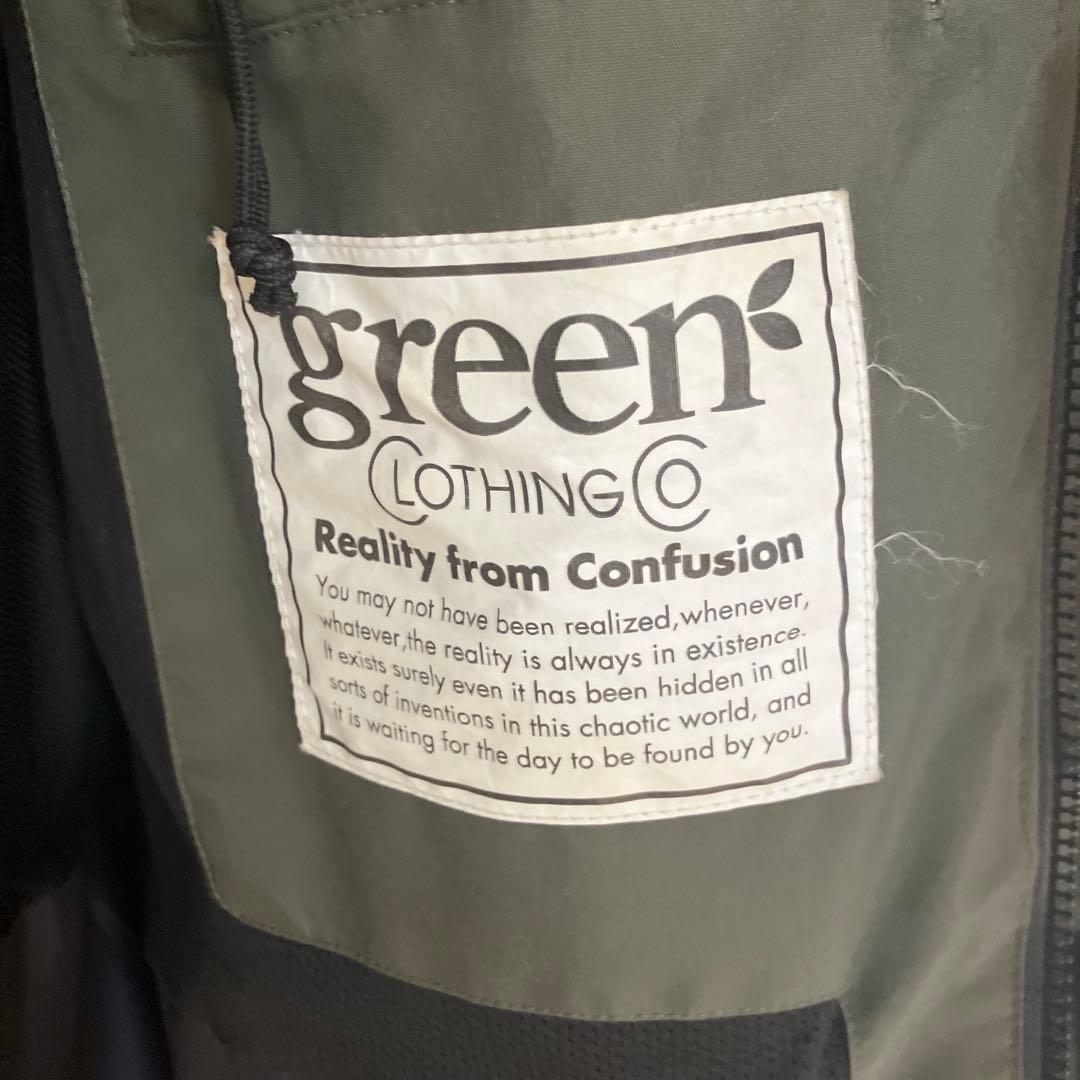 green
CLOTHING CO
Reality from Confusion
You may not have been realized,whenever,
whatever,the reality is always in existence.
It exists surely even it has been hidden in all
sorts of inventions in this chaotic world, and
it is waiting for the day to be found by you.